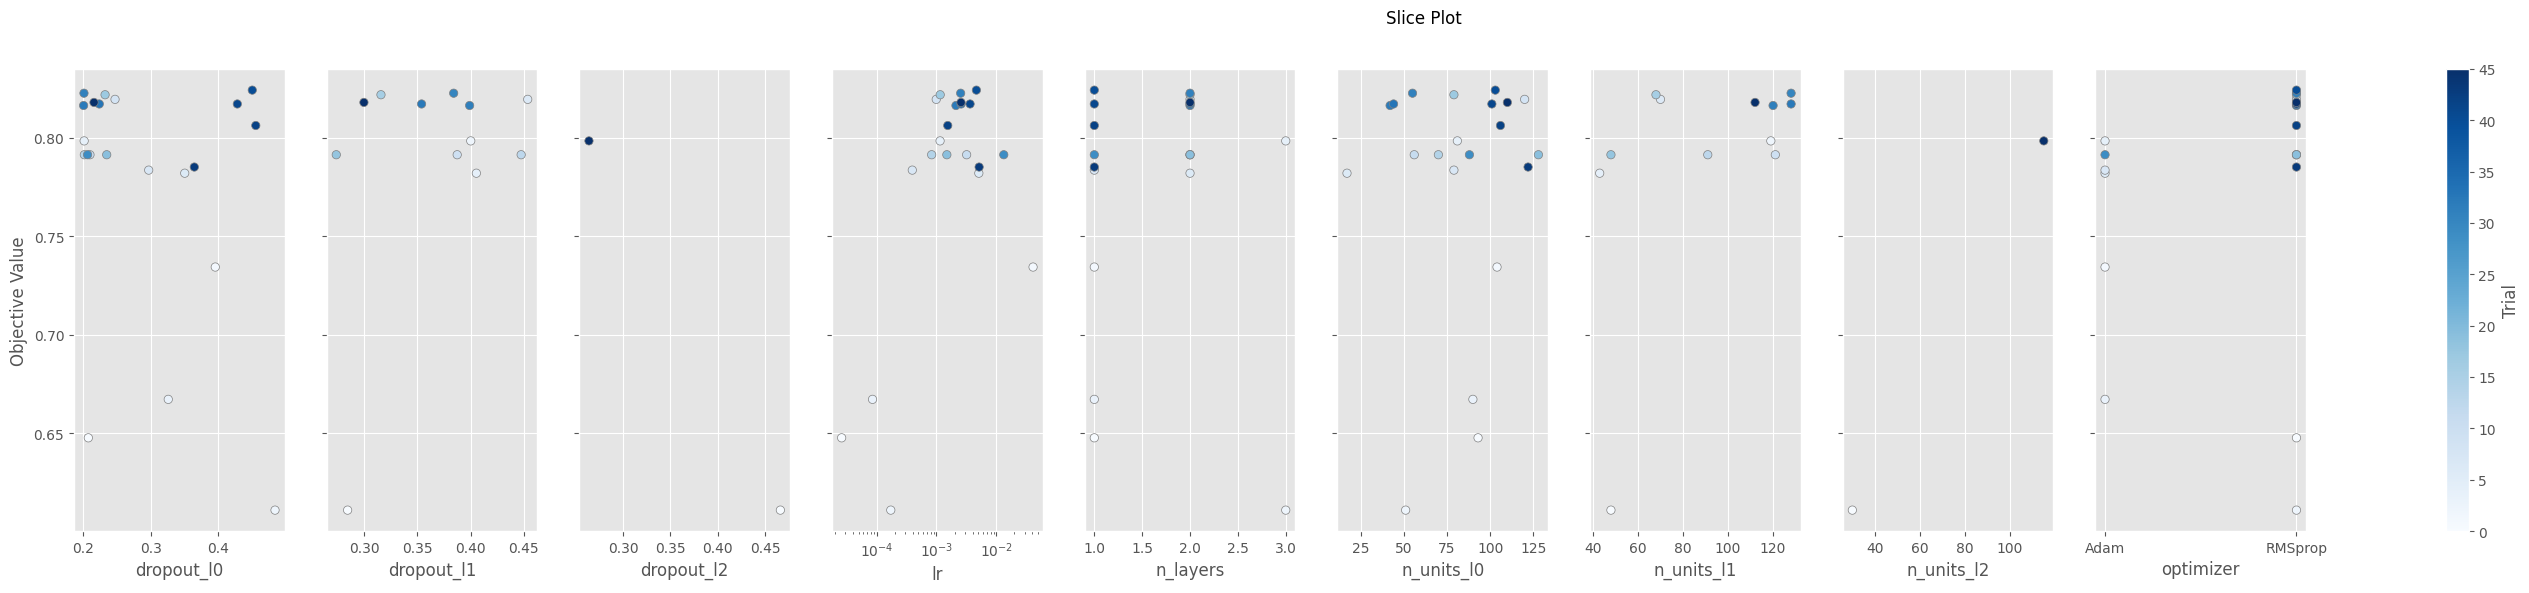 Slice Plot
Objective Value
0.80
0.75
0.70
0.65
0.2 0.3 0.4
dropout_l0
0.30 0.35 0.40 0.45
dropout_l1
0.30 0.35 0.40 0.45
dropout_l2
10⁻⁴ 10⁻³ 10⁻²
lr
1.0 1.5 2.0 2.5 3.0
n_layers
25 50 75 100 125
n_units_l0
40 60 80 100 120
n_units_l1
40 60 80 100
n_units_l2
Adam RMSprop
optimizer
45
40
35
30
25
20
15
10
5
0
Trial